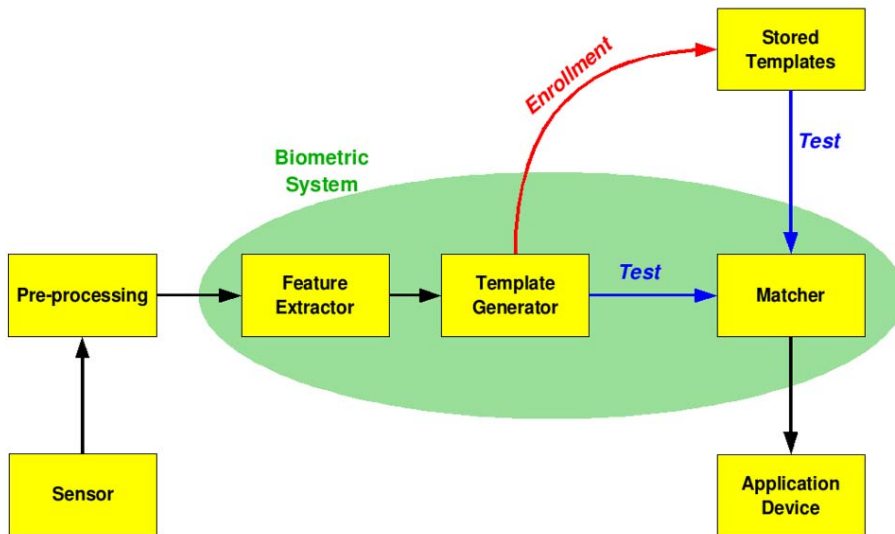 Stored
Templates
Enrollment
Test
Biometric
System
Pre-processing
Feature
Extractor
Template
Generator
Test
Matcher
Sensor
Application
Device